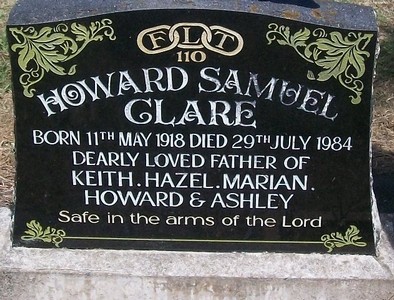 FLT
110
HOWARD SAMUEL
CLARE
BORN 11TH MAY 1918 DIED 29TH JULY 1984
DEARLY LOVED FATHER OF
KEITH. HAZEL. MARIAN.
HOWARD & ASHLEY
Safe in the arms of the Lord